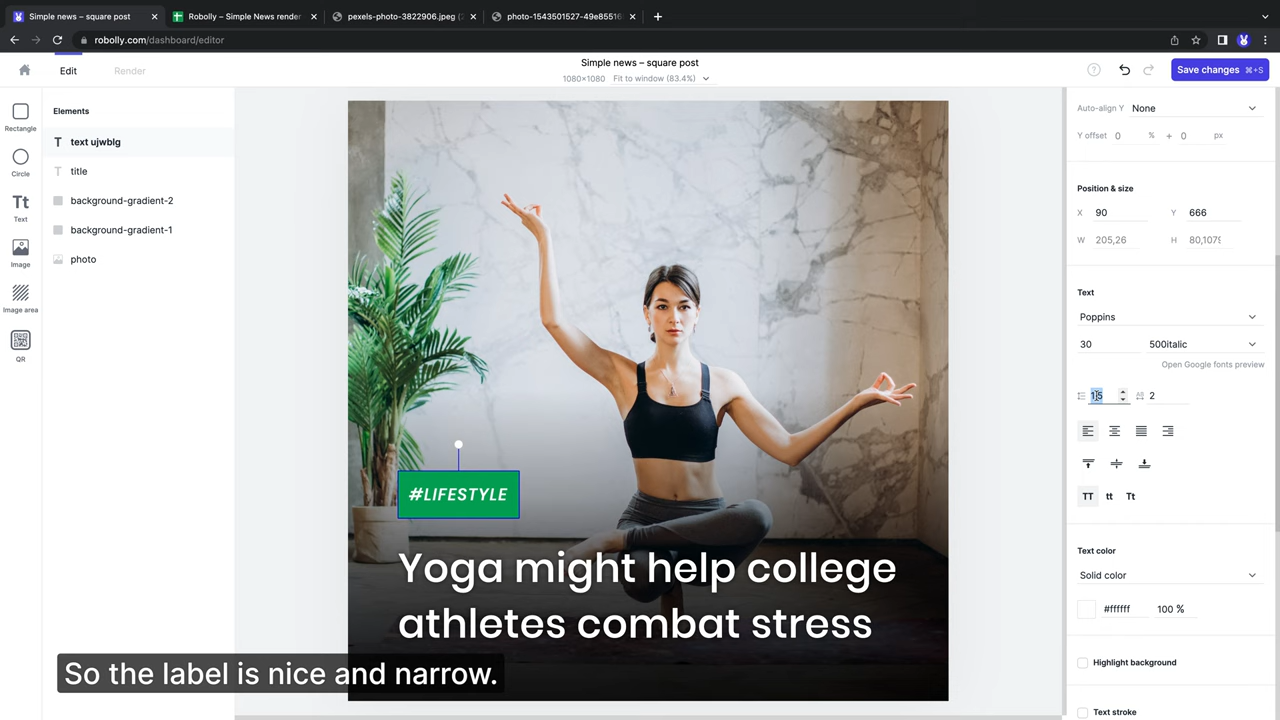 Simple news – square post
Robolly – Simple News render
pexels-photo-3822906.jpeg (
photo-1543501527-49e85516
robolly.com/dashboard/editor
Edit
Render
Simple news – square post
1080×1080 Fit to window (83.4%)
Save changes ⌘+S
Rectangle
Circle
Tt
Text
Image
Image area
QR
Elements
T text ujwblg
T title
background-gradient-2
background-gradient-1
photo
#LIFESTYLE
Yoga might help college
athletes combat stress
So the label is nice and narrow.
Auto-align Y None
Y offset 0 % + 0 px
Position & size
X 90 Y 666
W 205,26 H 80,1079
Text
Poppins
30 500italic
Open Google fonts preview
1,5 2
TT tt Tt
Text color
Solid color
#ffffff 100 %
Highlight background
Text stroke